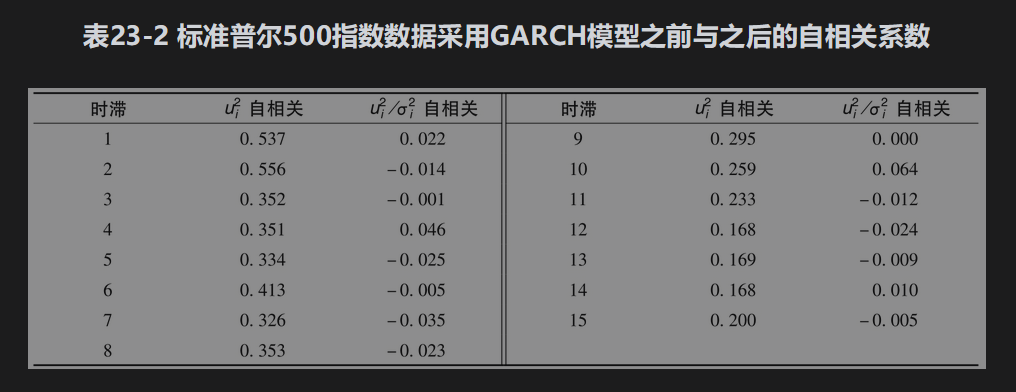 表23-2 标准普尔500指数数据采用GARCH模型之前与之后的自相关系数
时滞 u_i^2 自相关 u_i^2/σ_i^2 自相关 时滞 u_i^2 自相关 u_i^2/σ_i^2 自相关
1 0.537 0.022 9 0.295 0.000
2 0.556 -0.014 10 0.259 0.064
3 0.352 -0.001 11 0.233 -0.012
4 0.351 0.046 12 0.168 -0.024
5 0.334 -0.025 13 0.169 -0.009
6 0.413 -0.005 14 0.168 0.010
7 0.326 -0.035 15 0.200 -0.005
8 0.353 -0.023